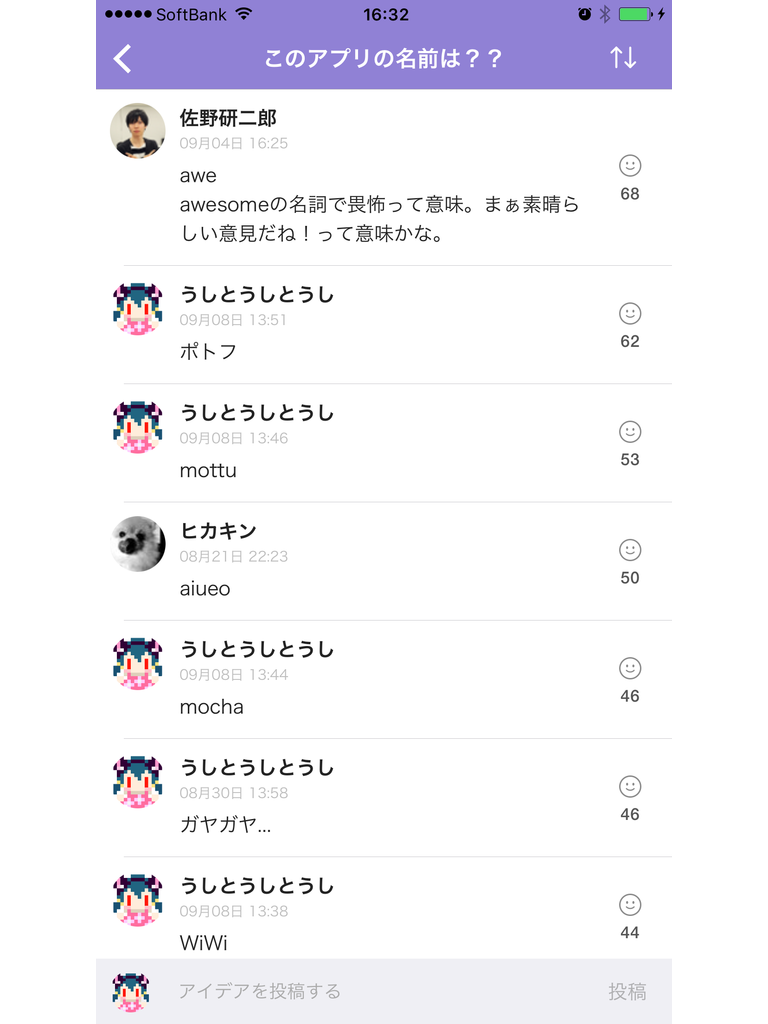 SoftBank 16:32
このアプリの名前は？？
佐野研二郎
09月04日 16:25
awe
awesomeの名詞で畏怖って意味。まぁ素晴ら
しい意見だね！って意味かな。
68
うしとうしとうし
09月08日 13:51
ポトフ
62
うしとうしとうし
09月08日 13:46
mottu
53
ヒカキン
08月21日 22:23
aiueo
50
うしとうしとうし
09月08日 13:44
mocha
46
うしとうしとうし
08月30日 13:58
ガヤガヤ...
46
うしとうしとうし
09月08日 13:38
WiWi
44
アイデアを投稿する 投稿